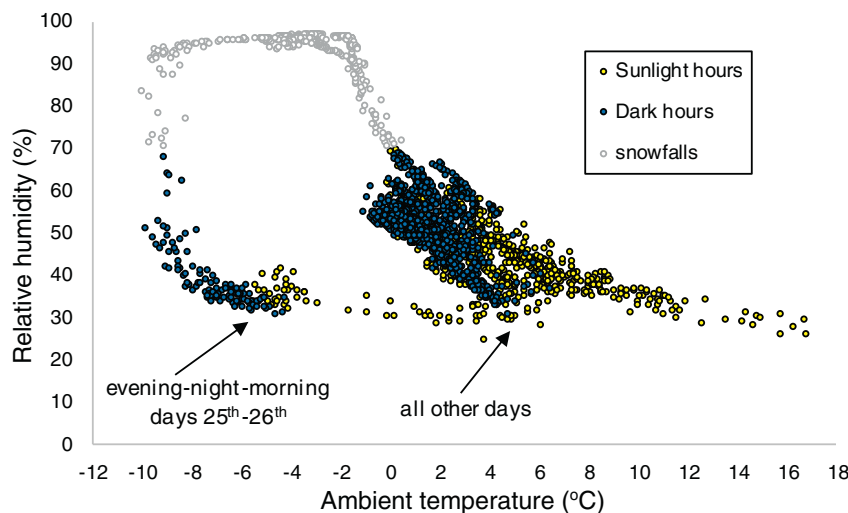 100
90
80
70
60
50
40
30
20
10
0
Relative humidity (%)
Sunlight hours
Dark hours
snowfalls
evening-night-morning
days 25th-26th
all other days
-12 -10 -8 -6 -4 -2 0 2 4 6 8 10 12 14 16 18
Ambient temperature (oC)